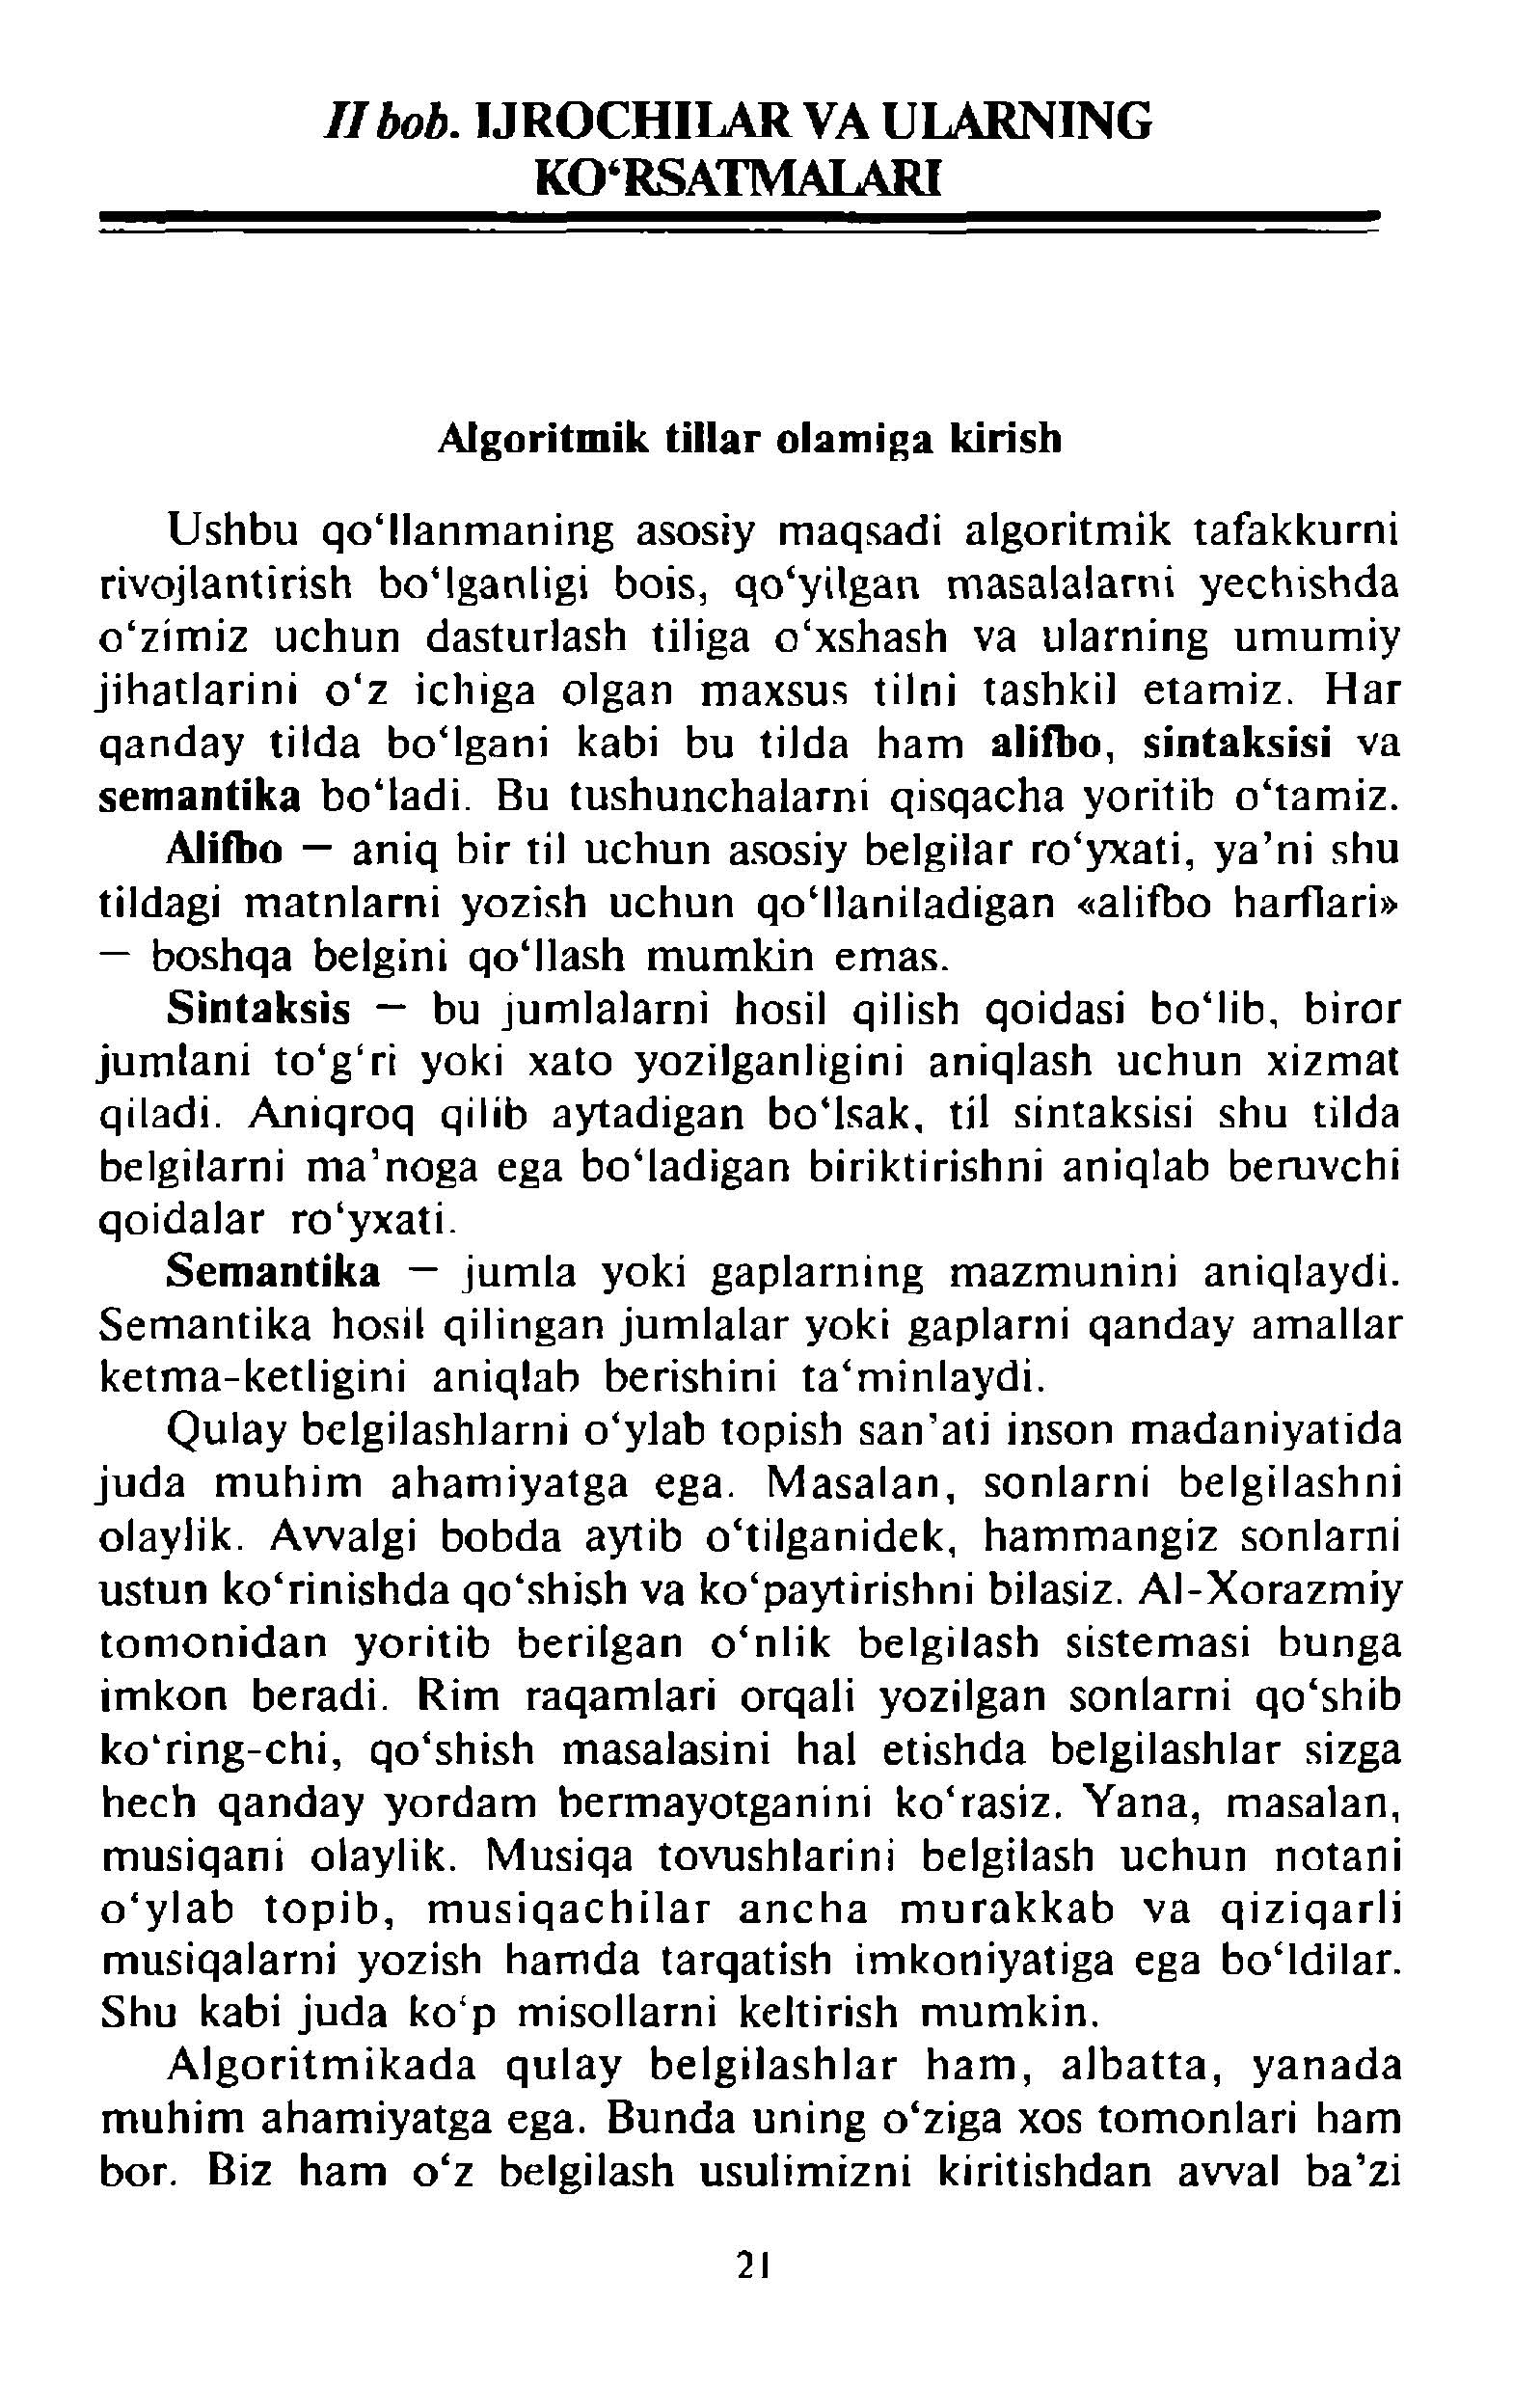 II bob. IJROCHILAR VA ULARNING
KO‘RSATMALARI
Algoritmik tillar olamiga kirish
Ushbu qo‘llanmaning asosiy maqsadi algoritmik tafakkurni
rivojlantirish bo‘lganligi bois, qo‘yilgan masalalarni yechishda
o‘zimiz uchun dasturlash tiliga o‘xshash va ularning umumiy
jihatlarini o‘z ichiga olgan maxsus tilni tashkil etamiz. Har
qanday tilda bo‘lgani kabi bu tilda ham alifbo, sintaksisi va
semantika bo‘ladi. Bu tushunchalarni qisqacha yoritib o‘tamiz.
Alifbo — aniq bir til uchun asosiy belgilar ro‘yxati, ya’ni shu
tildagi matnlarni yozish uchun qo‘llaniladigan «alifbo harflari»
— boshqa belgini qo‘llash mumkin emas.
Sintaksis — bu jumlalarni hosil qilish qoidasi bo‘lib, biror
jumlani to‘g‘ri yoki xato yozilganligini aniqlash uchun xizmat
qiladi. Aniqroq qilib aytadigan bo‘lsak, til sintaksisi shu tilda
belgilarni ma’noga ega bo‘ladigan biriktirishni aniqlab beruvchi
qoidalar ro‘yxati.
Semantika — jumla yoki gaplarning mazmunini aniqlaydi.
Semantika hosil qilingan jumlalar yoki gaplarni qanday amallar
ketma-ketligini aniqlab berishini ta‘minlaydi.
Qulay belgilashlarni o‘ylab topish san’ati inson madaniyatida
juda muhim ahamiyatga ega. Masalan, sonlarni belgilashni
olaylik. Avvalgi bobda aytib o‘tilganidek, hammangiz sonlarni
ustun ko‘rinishda qo‘shish va ko‘paytirishni bilasiz. Al-Xorazmiy
tomonidan yoritib berilgan o‘nlik belgilash sistemasi bunga
imkon beradi. Rim raqamlari orqali yozilgan sonlarni qo‘shib
ko‘ring-chi, qo‘shish masalasini hal etishda belgilashlar sizga
hech qanday yordam bermayotganini ko‘rasiz. Yana, masalan,
musiqani olaylik. Musiqa tovushlarini belgilash uchun notani
o‘ylab topib, musiqachilar ancha murakkab va qiziqarli
musiqalarni yozish hamda tarqatish imkoniyatiga ega bo‘ldilar.
Shu kabi juda ko‘p misollarni keltirish mumkin.
Algoritmikada qulay belgilashlar ham, albatta, yanada
muhim ahamiyatga ega. Bunda uning o‘ziga xos tomonlari ham
bor. Biz ham o‘z belgilash usulimizni kiritishdan avval ba’zi
21